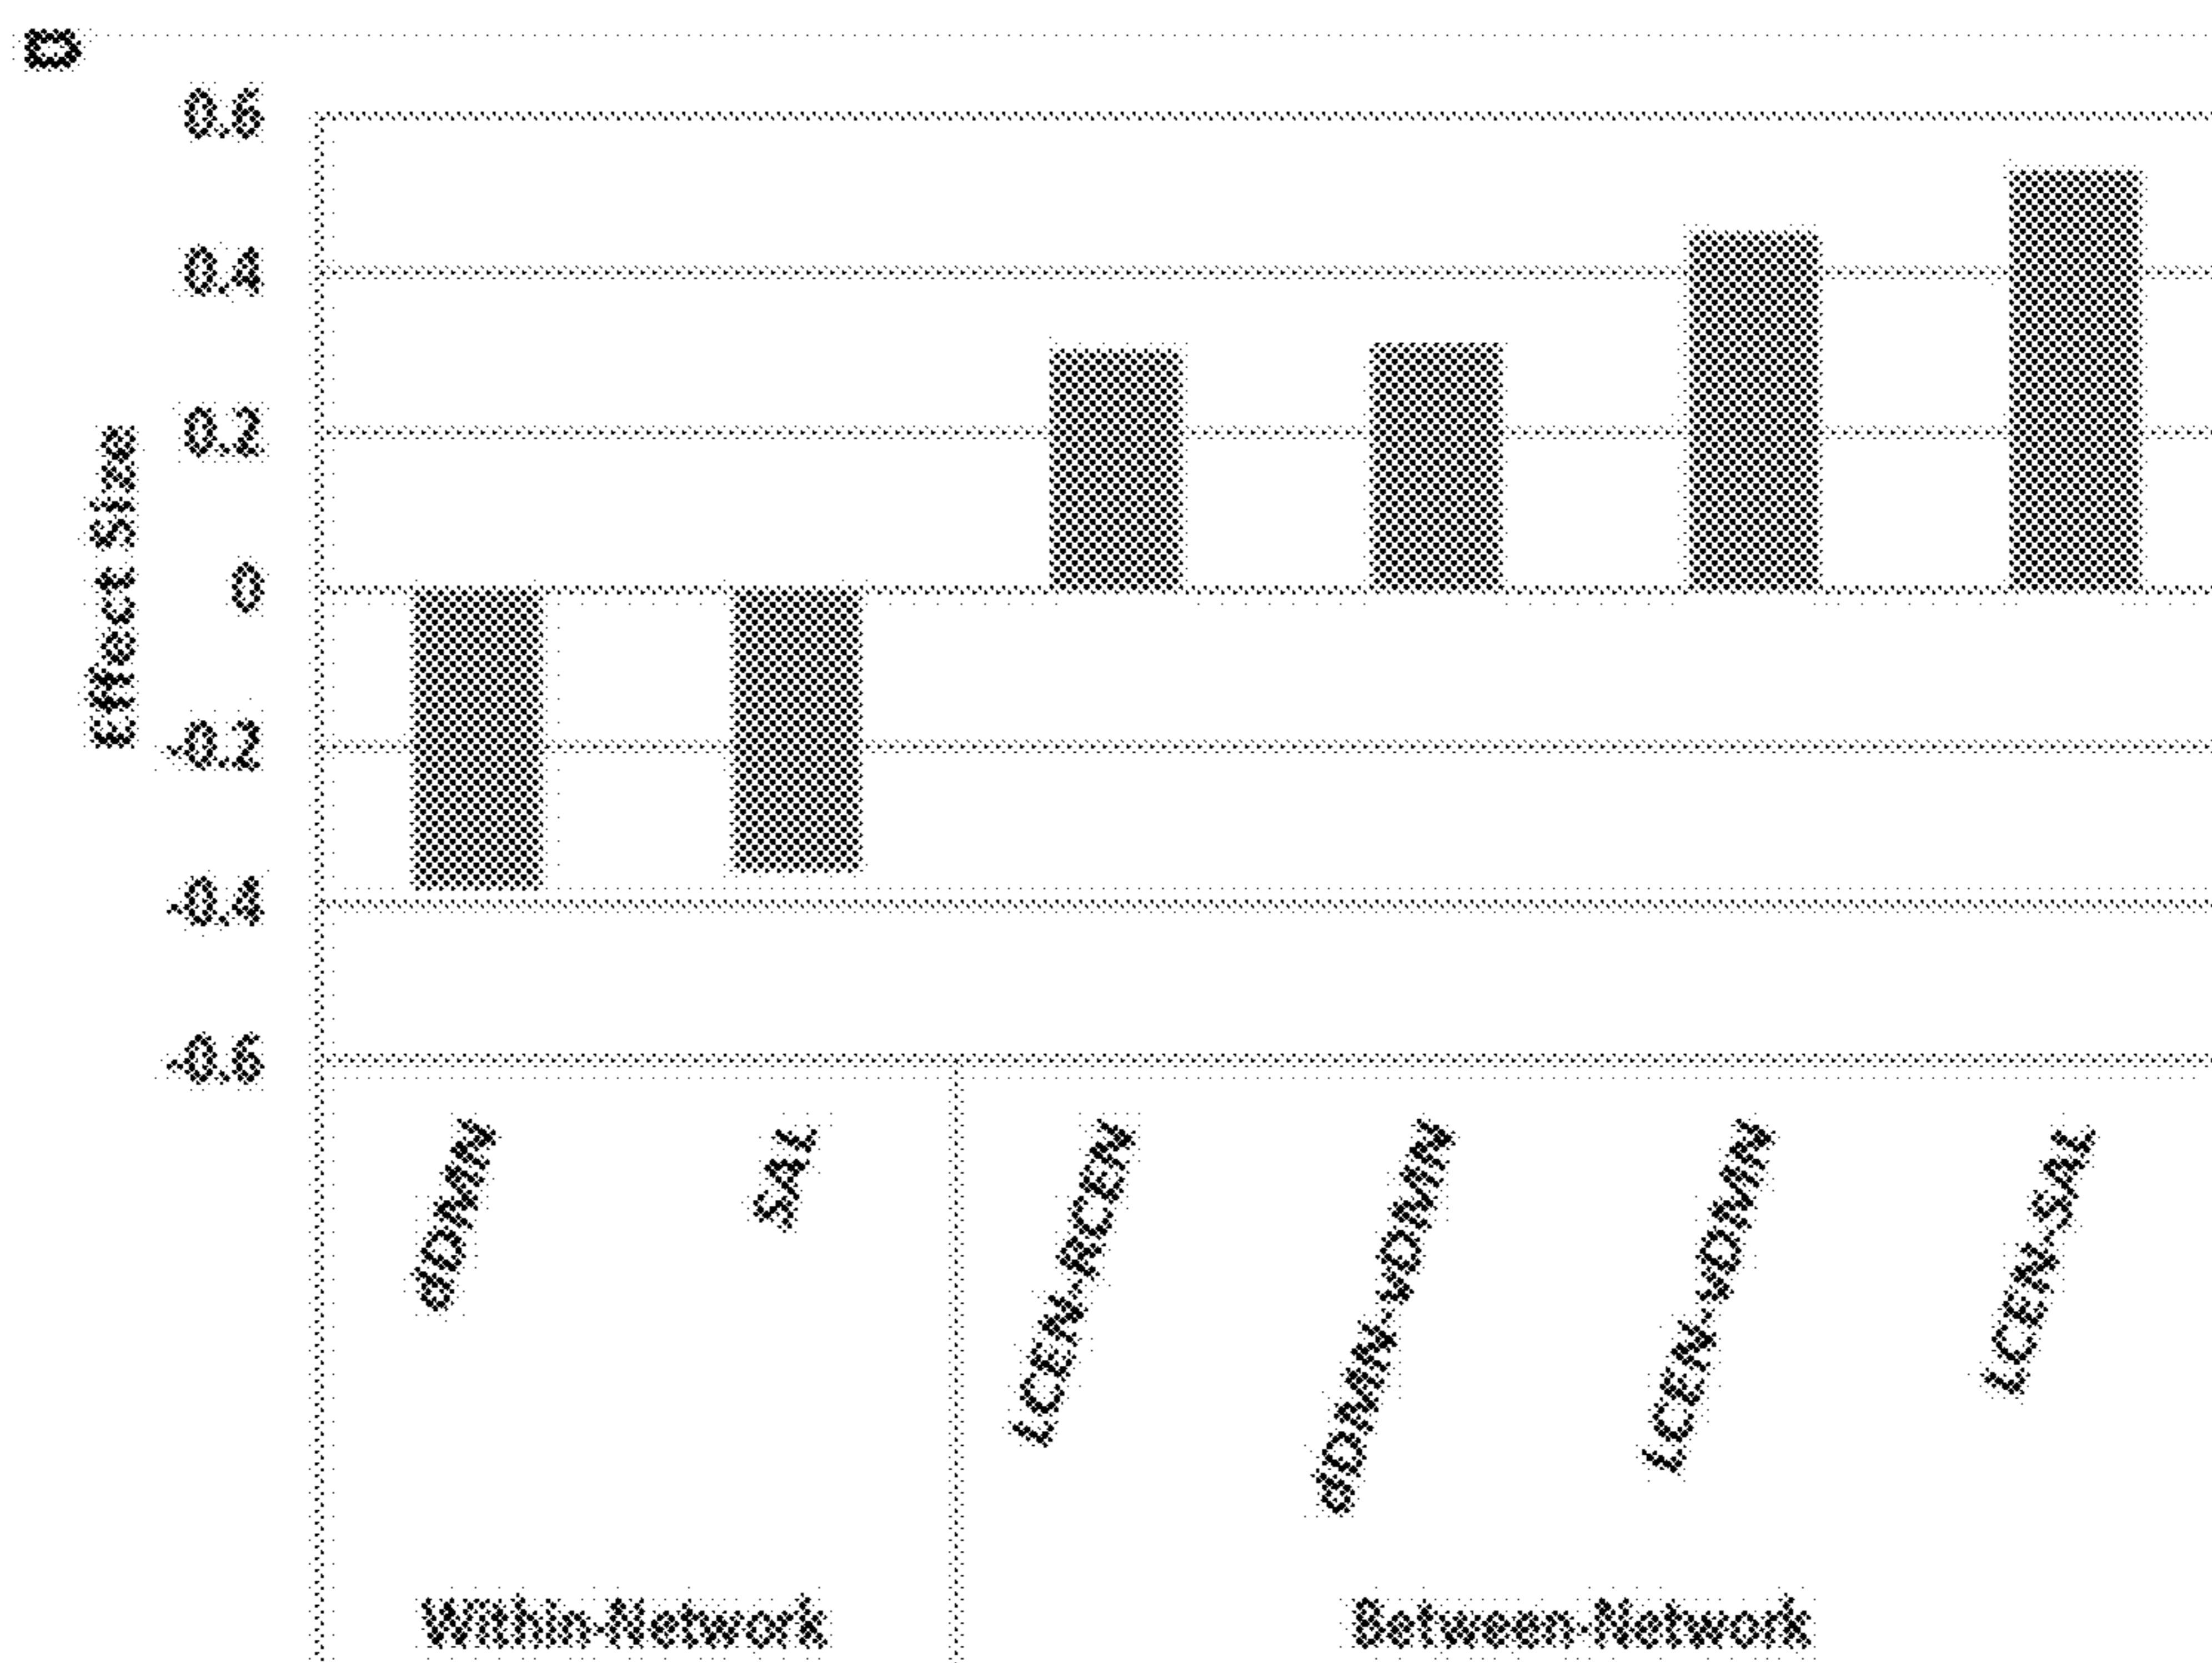 D
0.6
0.4
0.2
0
-0.2
-0.4
-0.6
Effect Size
dDMN
SAL
LCEN-RCEN
dDMN-vDMN
LCEN-vDMN
LCEN-SAL
Within-Network
Between-Network